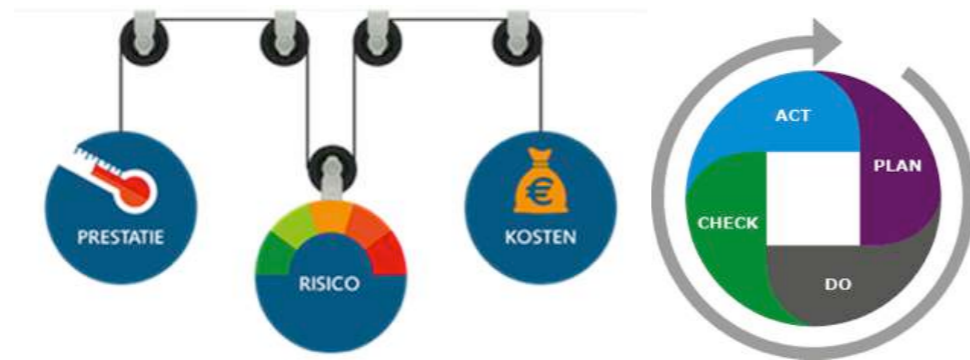 PRESTATIE
RISICO
€
KOSTEN
ACT
PLAN
CHECK
DO